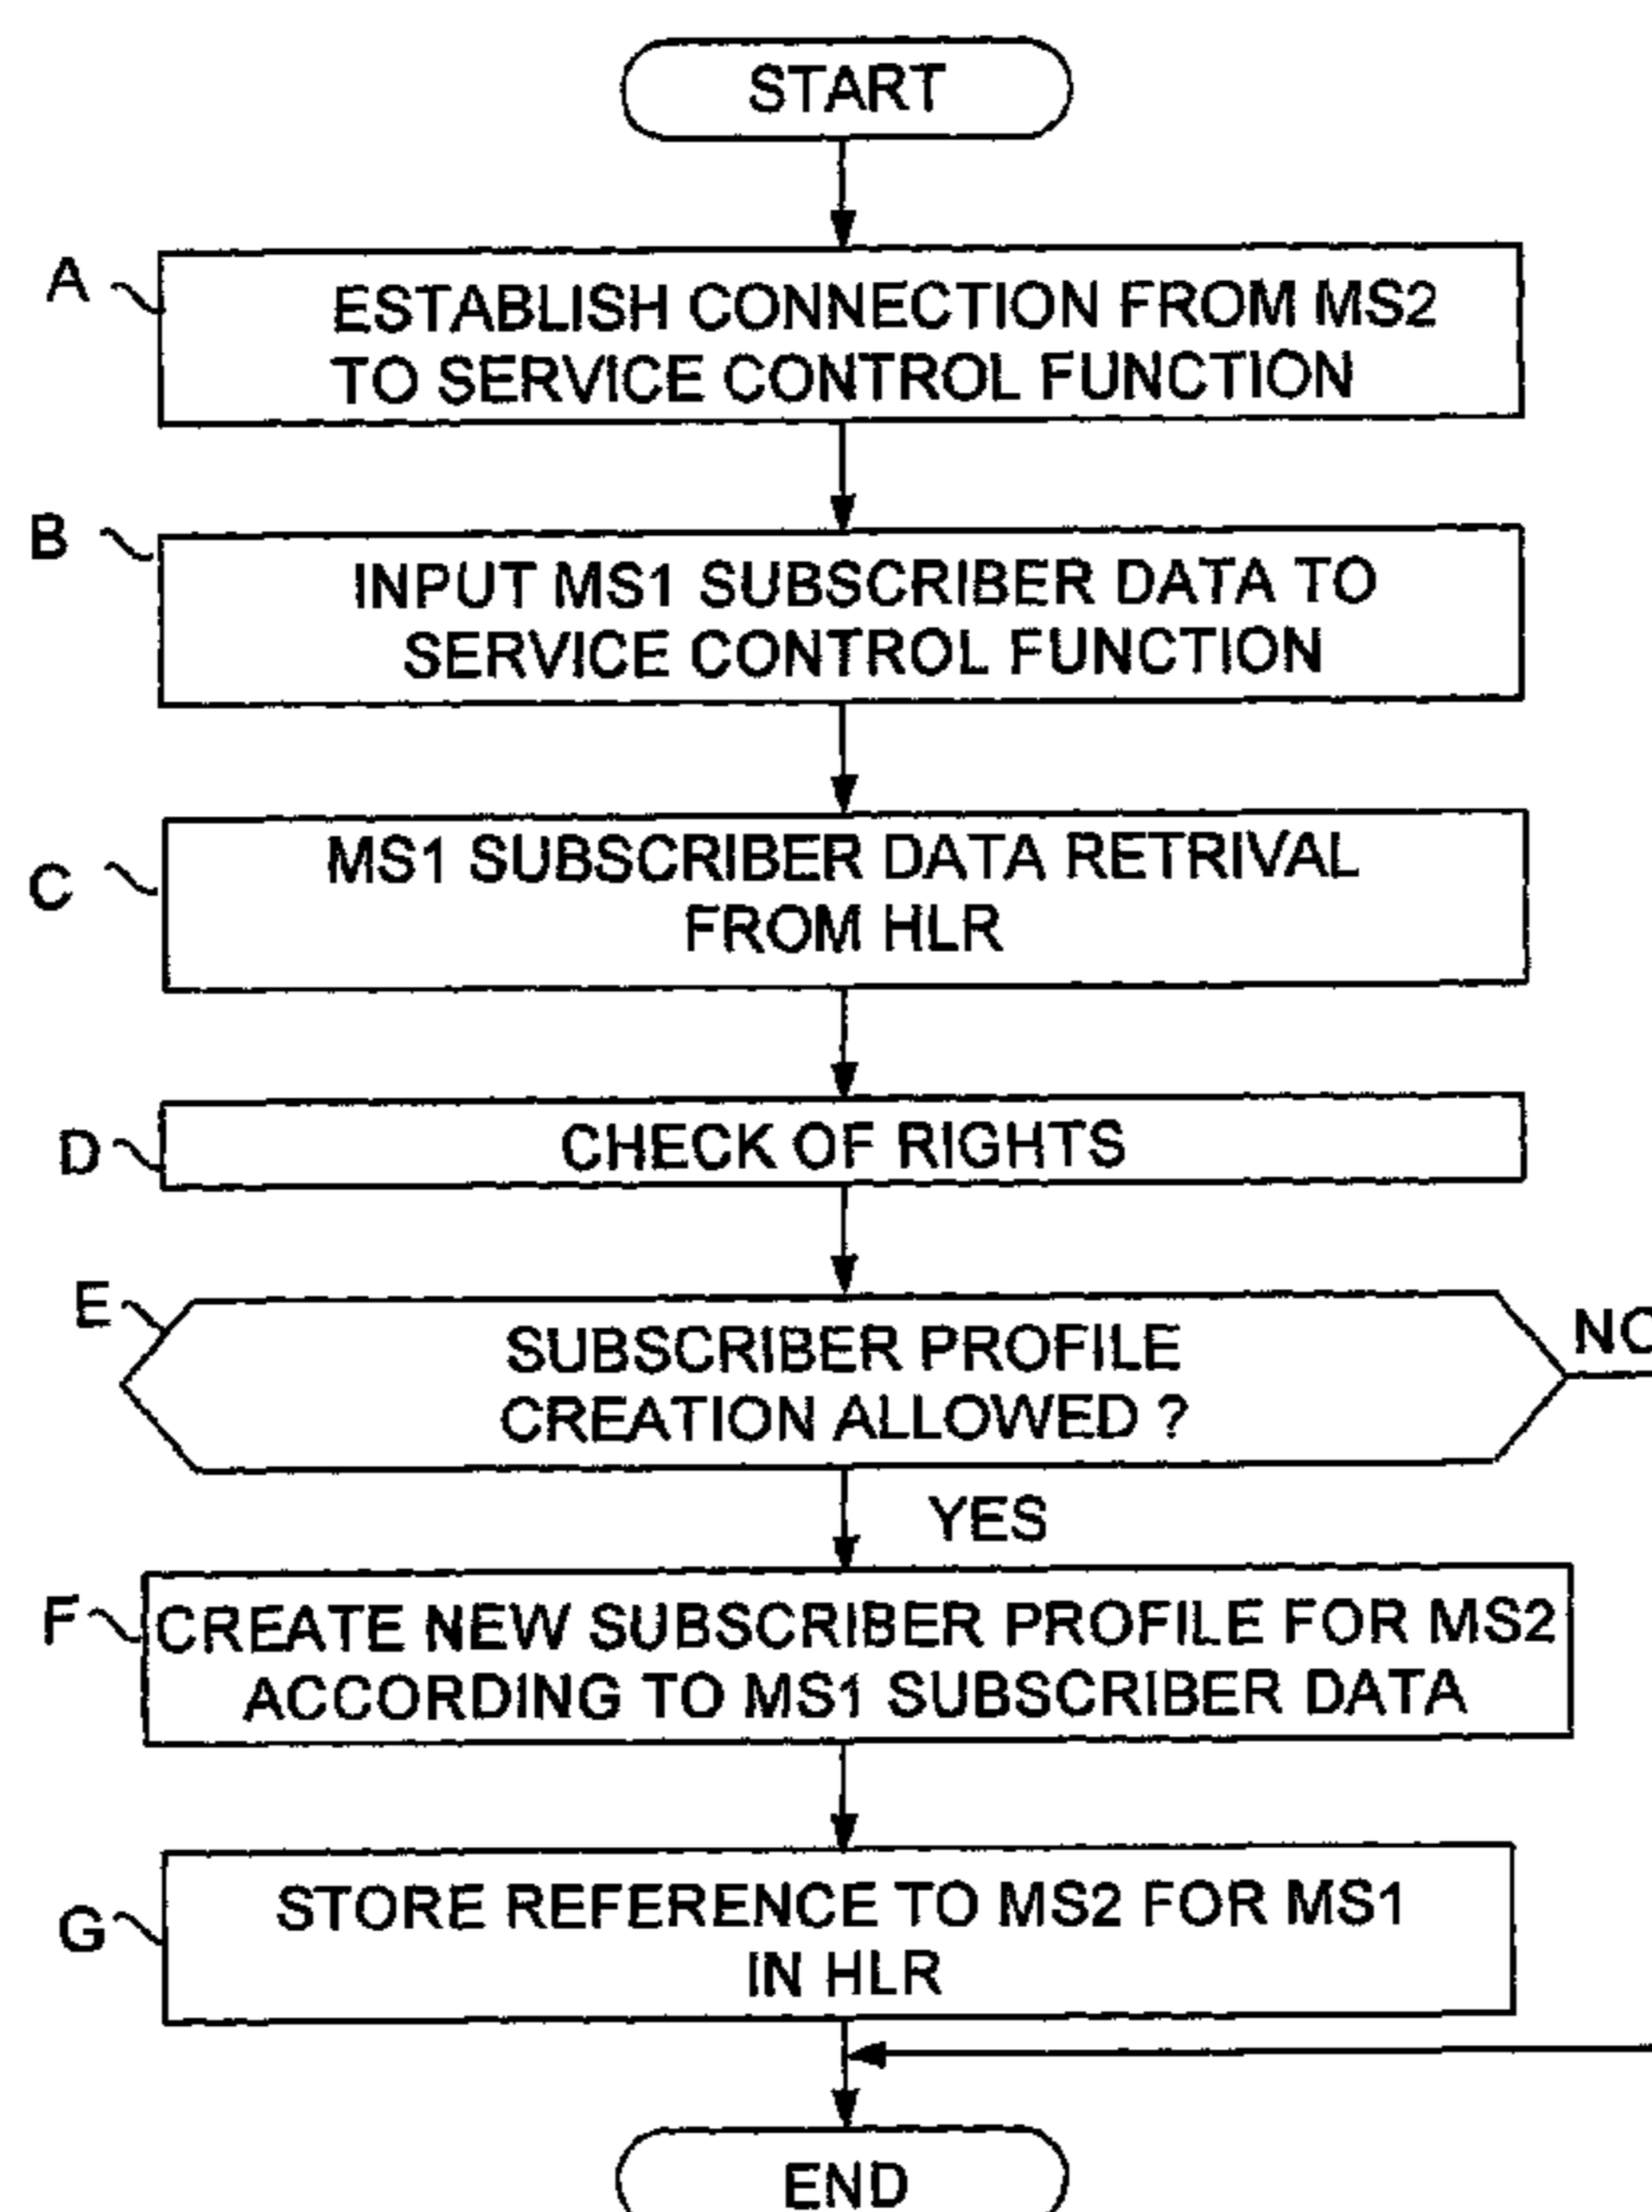 START
A
ESTABLISH CONNECTION FROM MS2
TO SERVICE CONTROL FUNCTION
B
INPUT MS1 SUBSCRIBER DATA TO
SERVICE CONTROL FUNCTION
C
MS1 SUBSCRIBER DATA RETRIVAL
FROM HLR
D
CHECK OF RIGHTS
E
SUBSCRIBER PROFILE
CREATION ALLOWED ?
NO
YES
F
CREATE NEW SUBSCRIBER PROFILE FOR MS2
ACCORDING TO MS1 SUBSCRIBER DATA
G
STORE REFERENCE TO MS2 FOR MS1
IN HLR
END